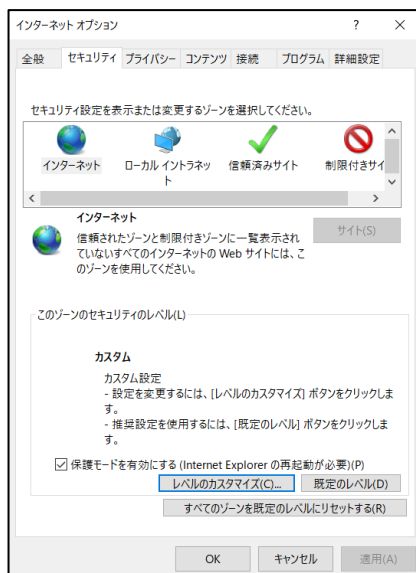 インターネット オプション ? ×
全般 セキュリティ プライバシー コンテンツ 接続 プログラム 詳細設定
セキュリティ設定を表示または変更するゾーンを選択してください。
インターネット
ローカル イントラネッ
ト
信頼済みサイト
制限付きサイ
インターネット
信頼されたゾーンと制限付きゾーンに一覧表示され
ていないすべてのインターネットの Web サイトには、こ
のゾーンを使用してください。
サイト(S)
このゾーンのセキュリティのレベル(L)
カスタム
カスタム設定
- 設定を変更するには、[レベルのカスタマイズ] ボタンをクリックしま
す。
- 推奨設定を使用するには、[既定のレベル] ボタンをクリックしま
す。
保護モードを有効にする (Internet Explorer の再起動が必要)(P)
レベルのカスタマイズ(C)... 既定のレベル(D)
すべてのゾーンを既定のレベルにリセットする(R)
OK キャンセル 適用(A)